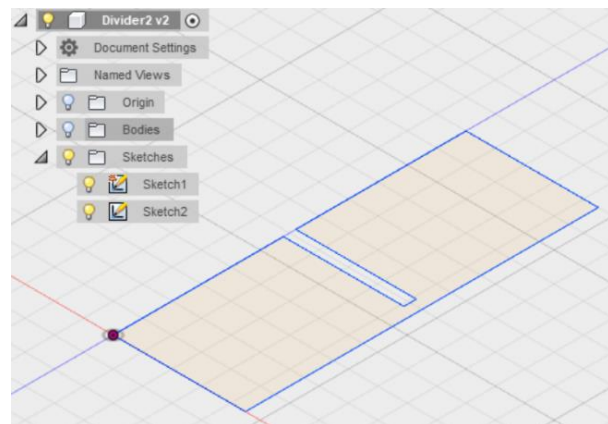 Divider2 v2
Document Settings
Named Views
Origin
Bodies
Sketches
Sketch1
Sketch2